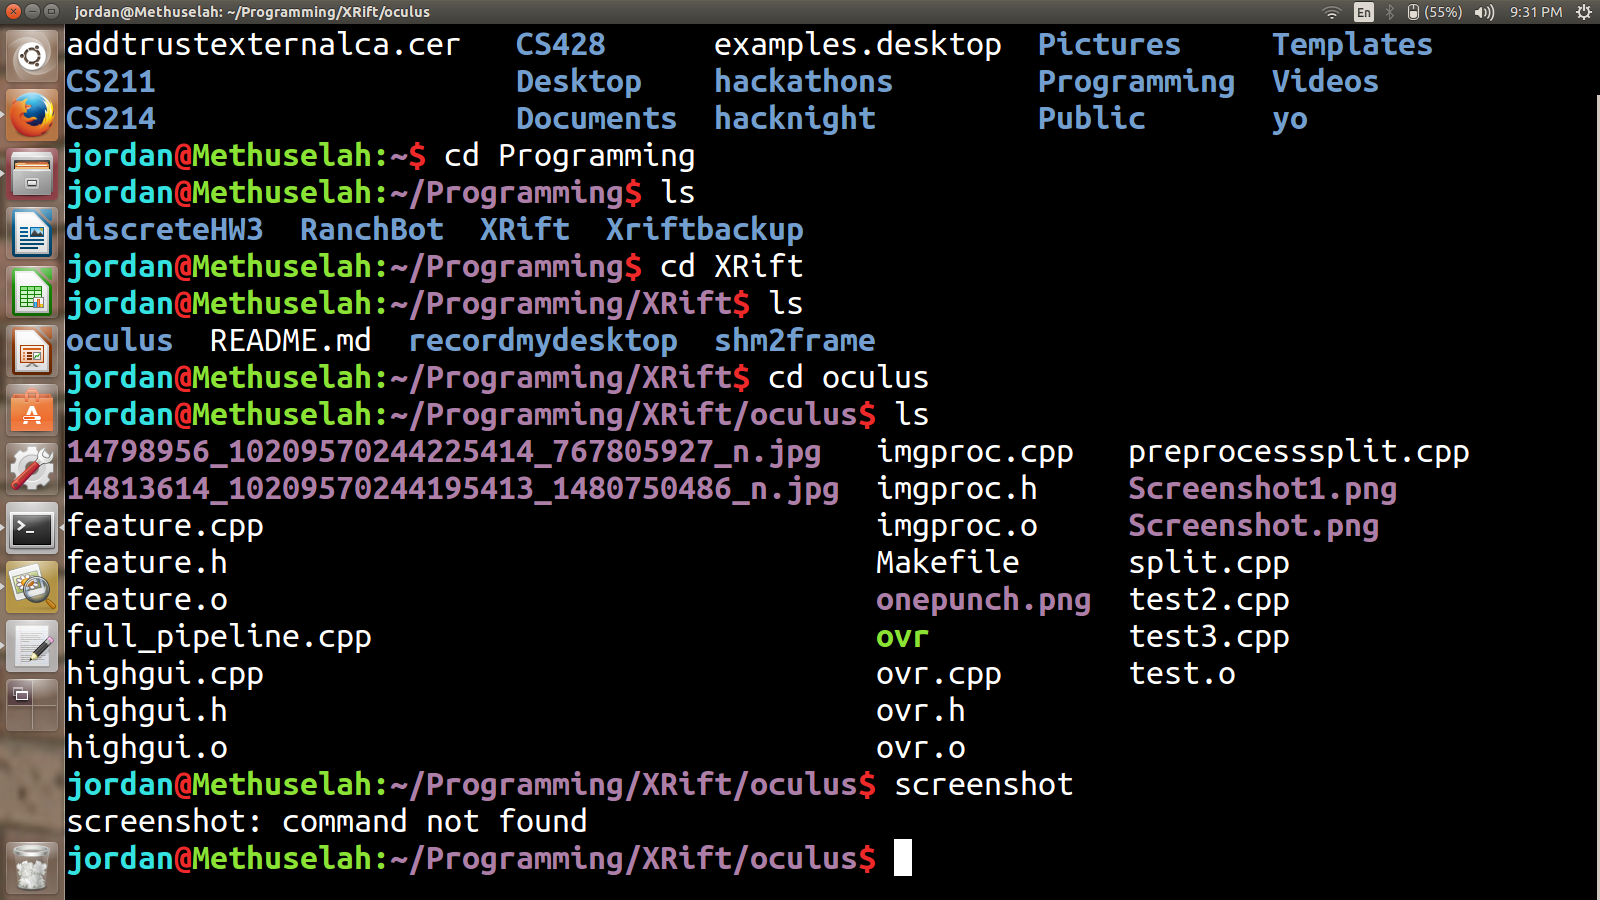 jordan@Methuselah: ~/Programming/XRift/oculus En (55%) 9:31 PM
addtrustexternalca.cer CS428 examples.desktop Pictures Templates
CS211 Desktop hackathons Programming Videos
CS214 Documents hacknight Public yo
jordan@Methuselah:~$ cd Programming
jordan@Methuselah:~/Programming$ ls
discreteHW3 RanchBot XRift Xriftbackup
jordan@Methuselah:~/Programming$ cd XRift
jordan@Methuselah:~/Programming/XRift$ ls
oculus README.md recordmydesktop shm2frame
jordan@Methuselah:~/Programming/XRift$ cd oculus
jordan@Methuselah:~/Programming/XRift/oculus$ ls
14798956_10209570244225414_767805927_n.jpg imgproc.cpp preprocesssplit.cpp
14813614_10209570244195413_1480750486_n.jpg imgproc.h Screenshot1.png
feature.cpp imgproc.o Screenshot.png
feature.h Makefile split.cpp
feature.o onepunch.png test2.cpp
full_pipeline.cpp ovr test3.cpp
highgui.cpp ovr.cpp test.o
highgui.h ovr.h
highgui.o ovr.o
jordan@Methuselah:~/Programming/XRift/oculus$ screenshot
screenshot: command not found
jordan@Methuselah:~/Programming/XRift/oculus$